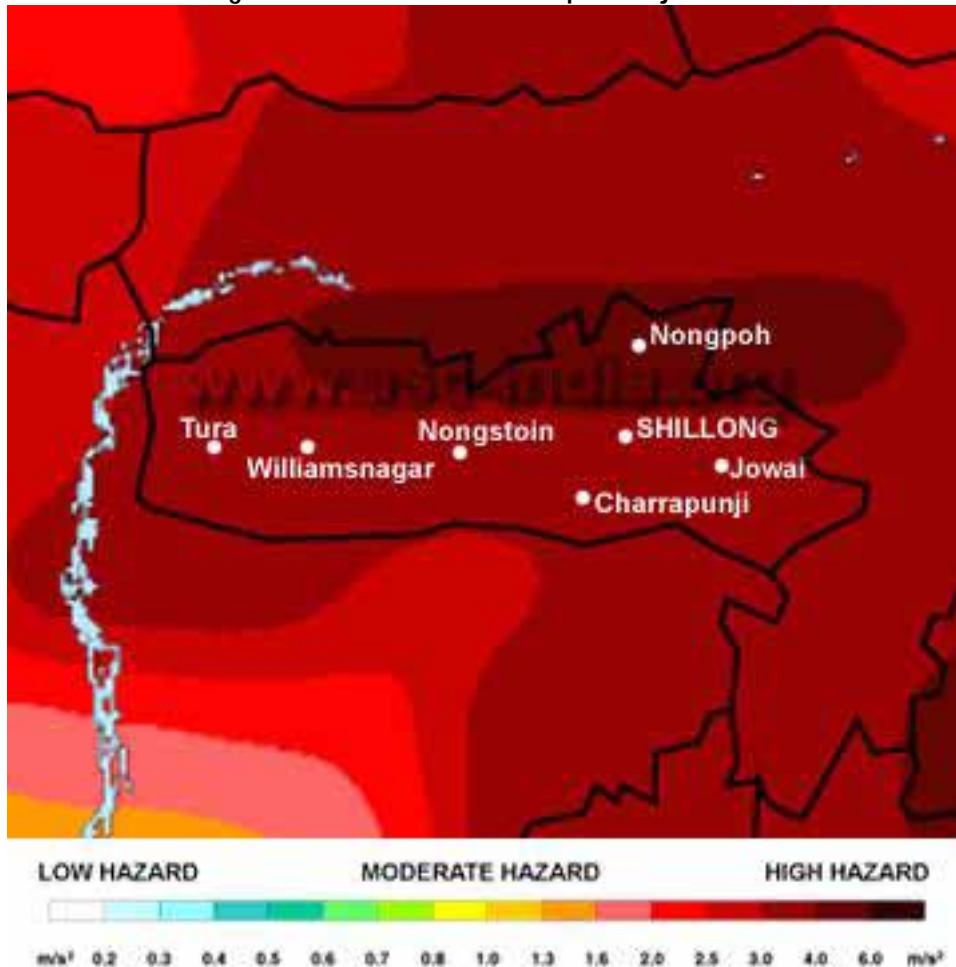 Nongpoh
Tura
Nongstoin
SHILLONG
Williamsnagar
Jowai
Charrapunji
LOW HAZARD MODERATE HAZARD HIGH HAZARD
m/s² 0.2 0.3 0.4 0.5 0.6 0.7 0.8 1.0 1.3 1.6 2.0 2.5 3.0 4.0 6.0 m/s²